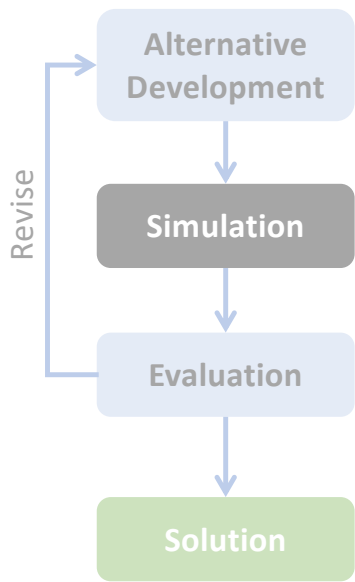 Alternative
Development
Revise
Simulation
Evaluation
Solution